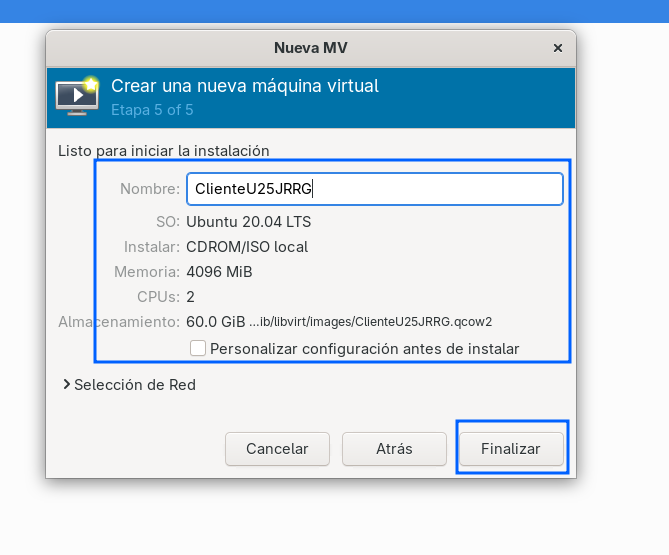 Nueva MV
×
Crear una nueva máquina virtual
Etapa 5 of 5
Listo para iniciar la instalación
Nombre: ClienteU25JRRG
SO: Ubuntu 20.04 LTS
Instalar: CDROM/ISO local
Memoria: 4096 MiB
CPUs: 2
Almacenamiento: 60.0 GiB ...ib/libvirt/images/ClienteU25JRRG.qcow2
Personalizar configuración antes de instalar
Selección de Red
Cancelar Atrás Finalizar